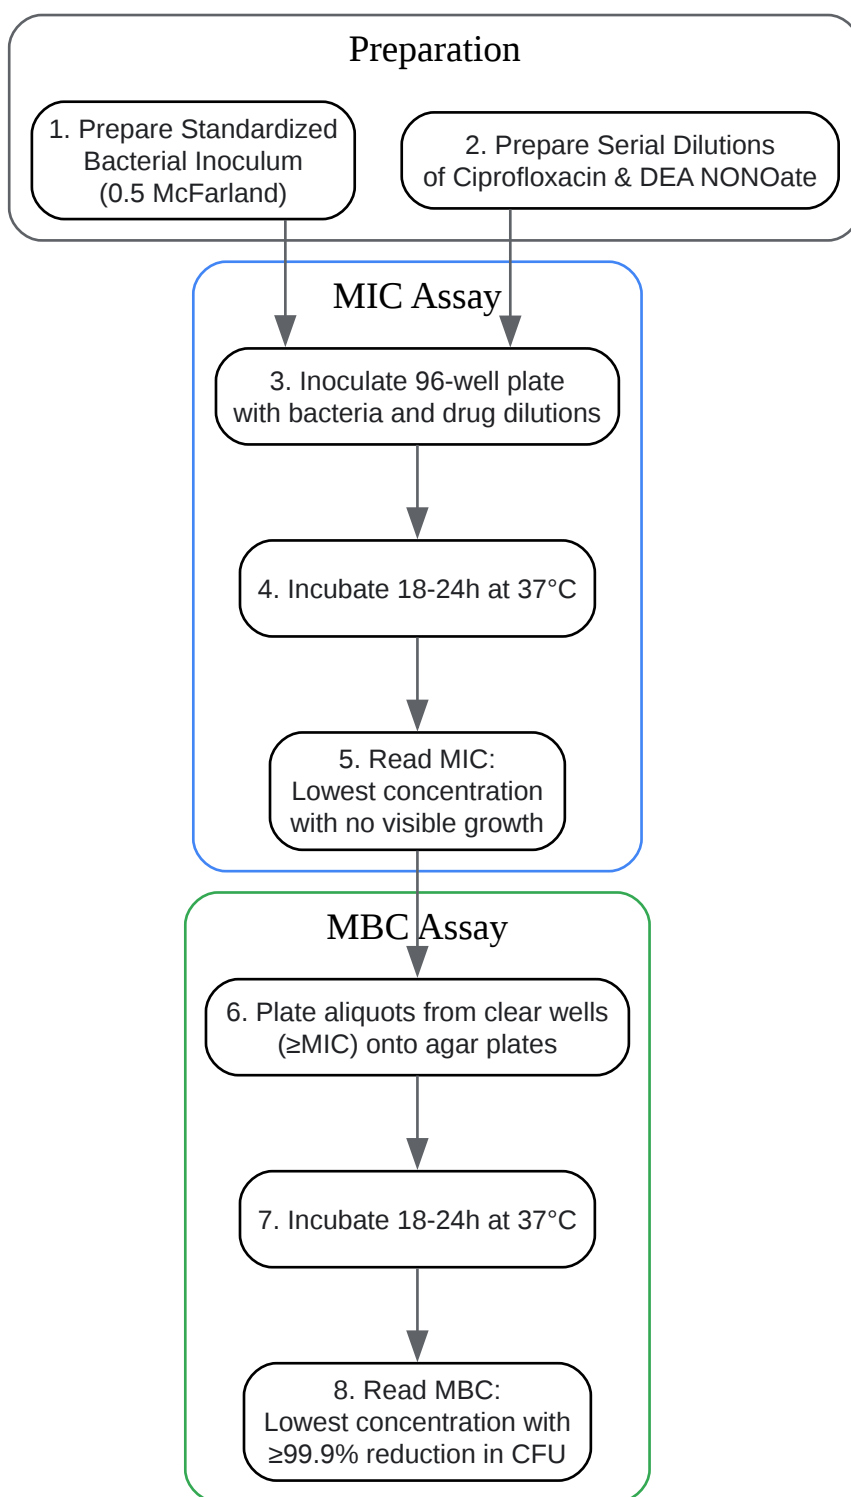 Preparation
1. Prepare Standardized
Bacterial Inoculum
(0.5 McFarland)
2. Prepare Serial Dilutions
of Ciprofloxacin & DEA NONOate
MIC Assay
3. Inoculate 96-well plate
with bacteria and drug dilutions
4. Incubate 18-24h at 37°C
5. Read MIC:
Lowest concentration
with no visible growth
MBC Assay
6. Plate aliquots from clear wells
(≥MIC) onto agar plates
7. Incubate 18-24h at 37°C
8. Read MBC:
Lowest concentration with
≥99.9% reduction in CFU